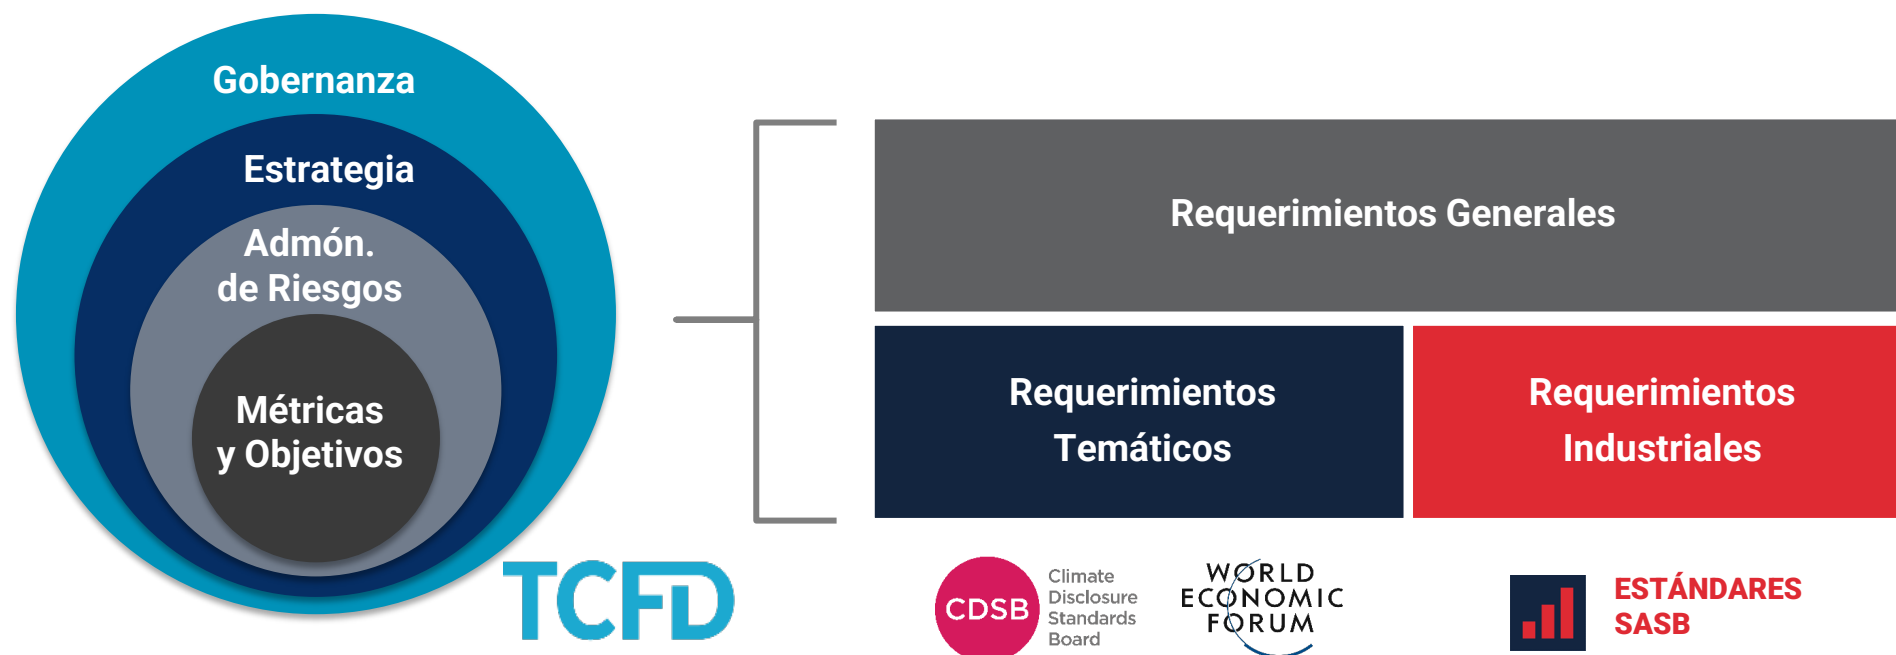 Gobernanza
Estrategia
Admón.
de Riesgos
Métricas
y Objetivos
TCFD
Requerimientos Generales
Requerimientos
Temáticos
Requerimientos
Industriales
CDSB
Climate
Disclosure
Standards
Board
WORLD
ECONOMIC
FORUM
ESTÁNDARES
SASB